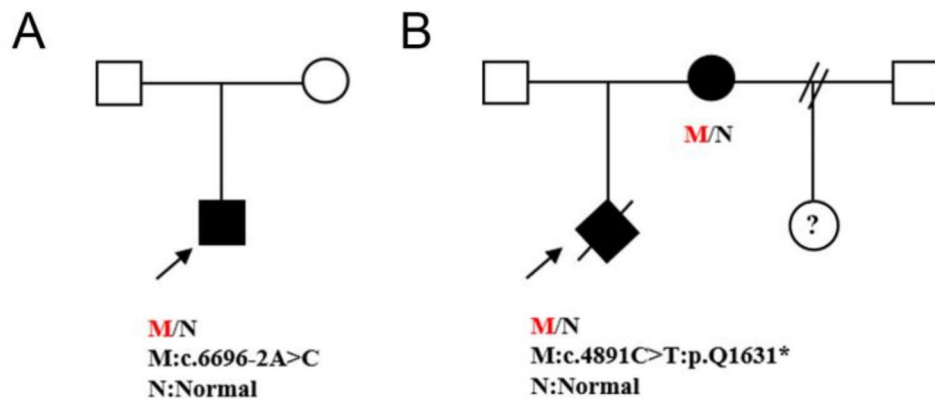 A
B
M/N
?
M/N
M:c.6696-2A>C
N:Normal
M/N
M:c.4891C>T:p.Q1631*
N:Normal